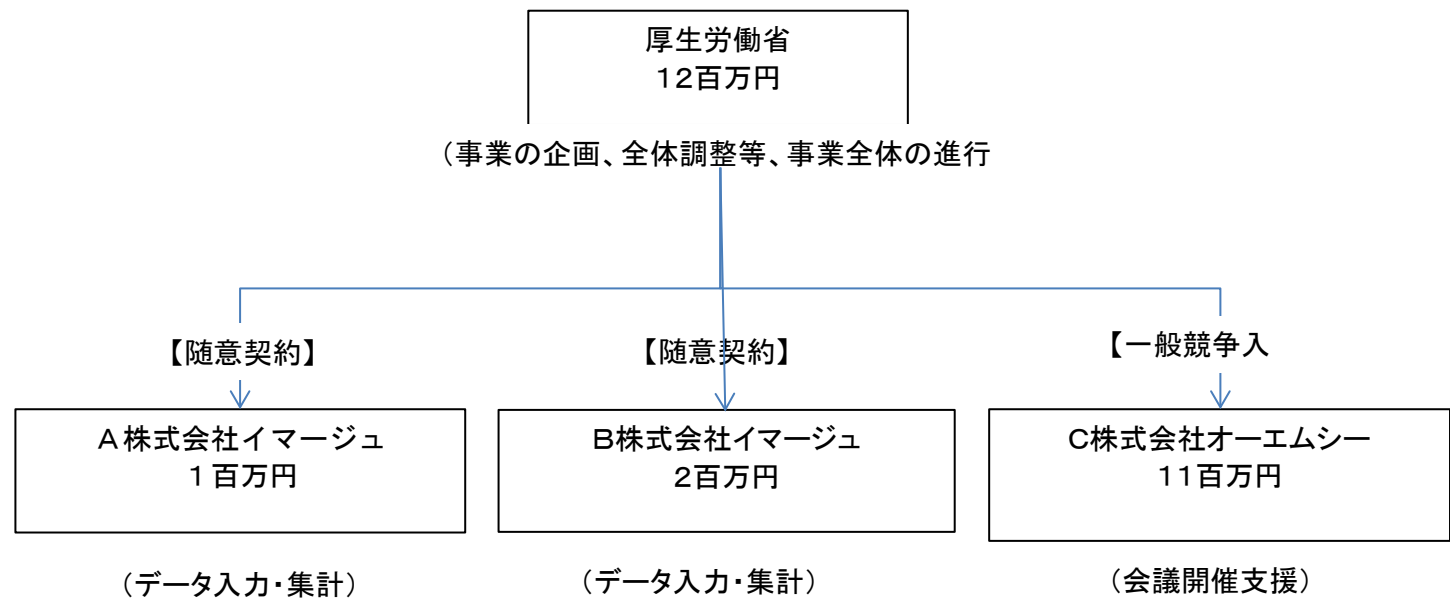 厚生労働省
12百万円
（事業の企画、全体調整等、事業全体の進行
【随意契約】
【随意契約】
【一般競争入
A株式会社イマージュ
1百万円
B株式会社イマージュ
2百万円
C株式会社オーエムシー
11百万円
（データ入力・集計）
（データ入力・集計）
（会議開催支援）